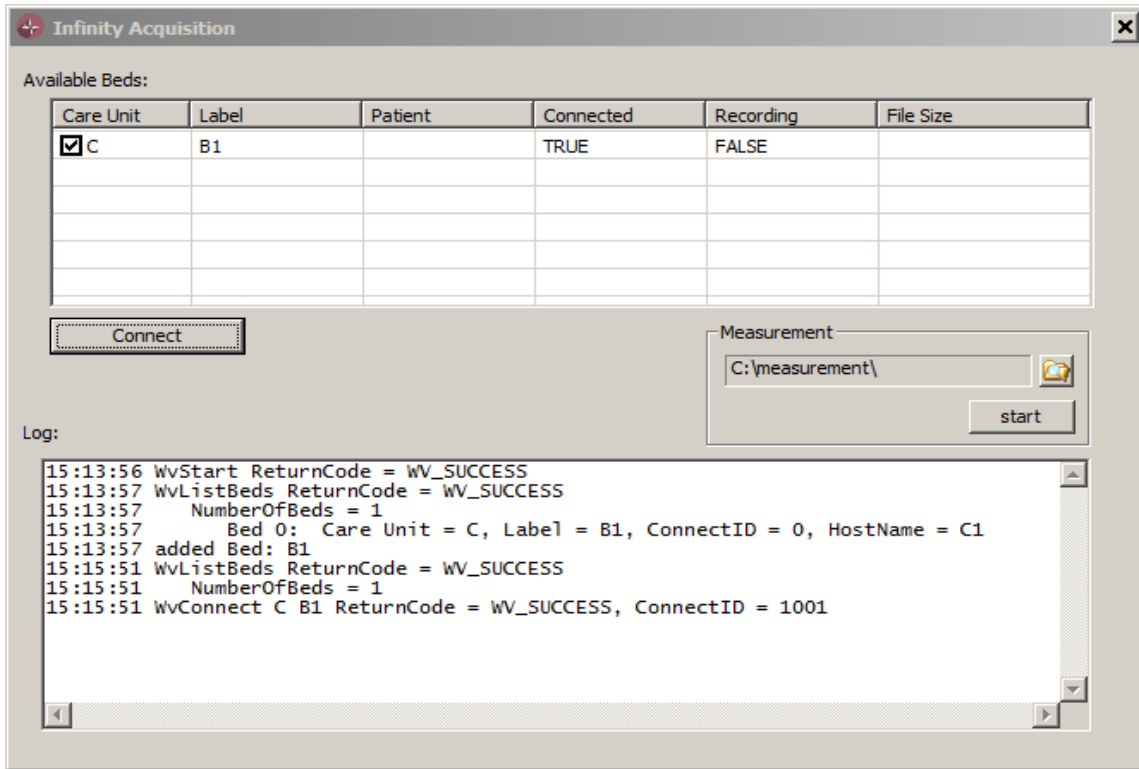 Infinity Acquisition
Available Beds:
Care Unit Label Patient Connected Recording File Size
C B1 TRUE FALSE
Connect
Measurement
C:\measurement\
start
Log:
15:13:56 WvStart ReturnCode = WV_SUCCESS
15:13:57 WvListBeds ReturnCode = WV_SUCCESS
15:13:57    NumberOfBeds = 1
15:13:57       Bed 0:  Care Unit = C, Label = B1, ConnectID = 0, HostName = C1
15:13:57 added Bed: B1
15:15:51 WvListBeds ReturnCode = WV_SUCCESS
15:15:51    NumberOfBeds = 1
15:15:51 WvConnect C B1 ReturnCode = WV_SUCCESS, ConnectID = 1001